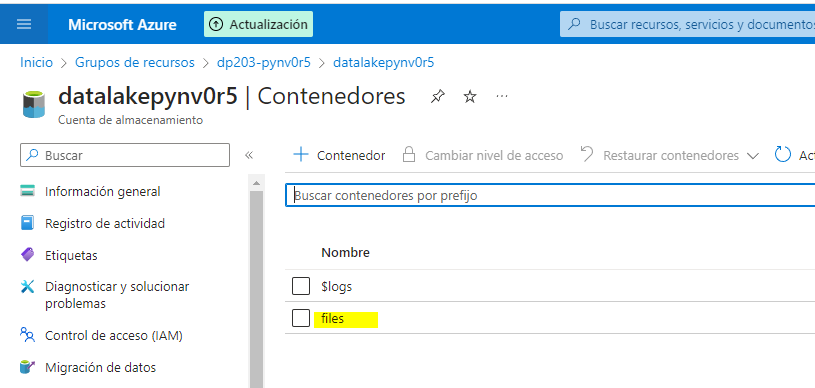 Microsoft Azure
Actualización
Buscar recursos, servicios y documentos
Inicio > Grupos de recursos > dp203-pynv0r5 > datalakepynv0r5
datalakepynv0r5 | Contenedores
Cuenta de almacenamiento
Buscar
Contenedor
Cambiar nivel de acceso
Restaurar contenedores
Información general
Buscar contenedores por prefijo
Registro de actividad
Etiquetas
Nombre
Diagnosticar y solucionar
problemas
$logs
files
Control de acceso (IAM)
Migración de datos